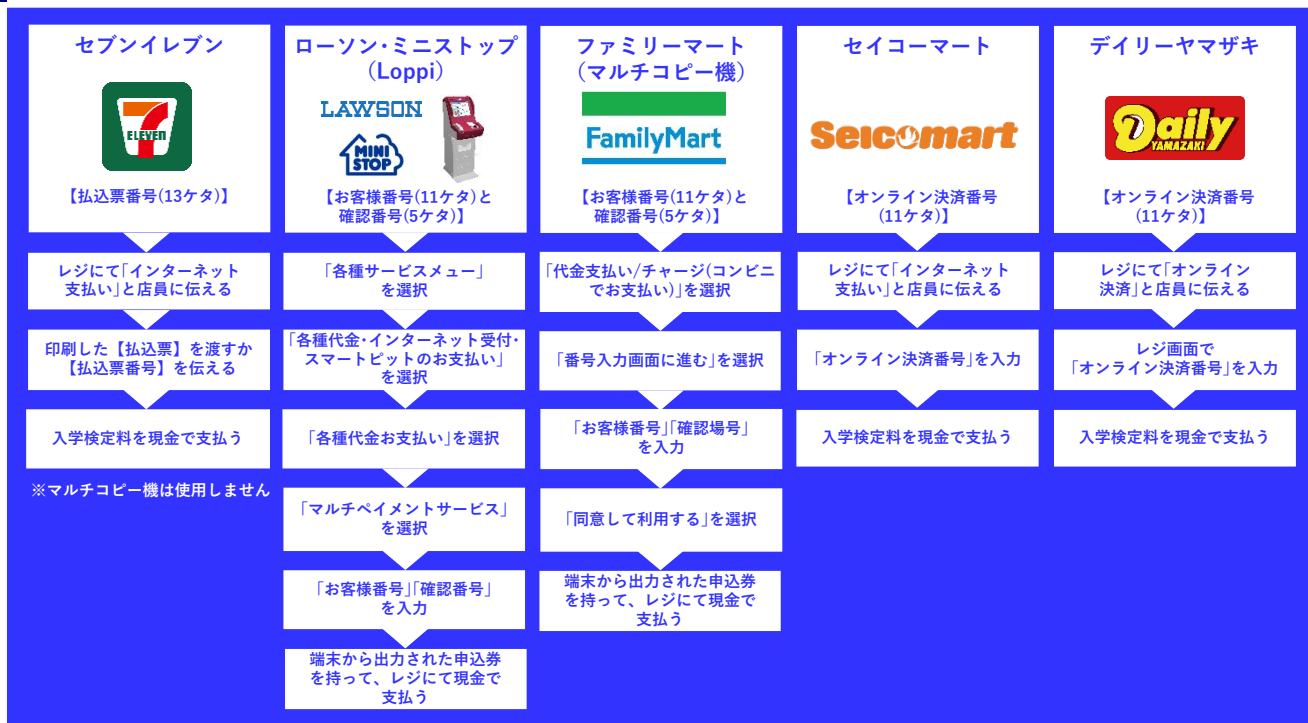 セブンイレブン
ELEVEN
【払込票番号(13ケタ)】
レジにて「インターネット
支払い」と店員に伝える
印刷した【払込票】を渡すか
【払込票番号】を伝える
入学検定料を現金で支払う
※マルチコピー機は使用しません
ローソン・ミニストップ
（Loppi）
LAWSON
MINI
STOP
【お客様番号(11ケタ)と
確認番号(5ケタ)】
「各種サービスメュー」
を選択
「各種代金・インターネット受付・
スマートピットのお支払い」
を選択
「各種代金お支払い」を選択
「マルチペイメントサービス」
を選択
「お客様番号」「確認番号」
を入力
端末から出力された申込券
を持って、レジにて現金で
支払う
ファミリーマート
（マルチコピー機）
FamilyMart
【お客様番号(11ケタ)と
確認番号(5ケタ)】
「代金支払い/チャージ(コンビニ
でお支払い)」を選択
「番号入力画面に進む」を選択
「お客様番号」「確認場号」
を入力
「同意して利用する」を選択
端末から出力された申込券
を持って、レジにて現金で
支払う
セイコーマート
Seicomart
【オンライン決済番号
(11ケタ)】
レジにて「インターネット
支払い」と店員に伝える
「オンライン決済番号」を入力
入学検定料を現金で支払う
デイリーヤマザキ
Daily
YAMAZAKI
【オンライン決済番号
(11ケタ)】
レジにて「オンライン
決済」と店員に伝える
レジ画面で
「オンライン決済番号」を入力
入学検定料を現金で支払う